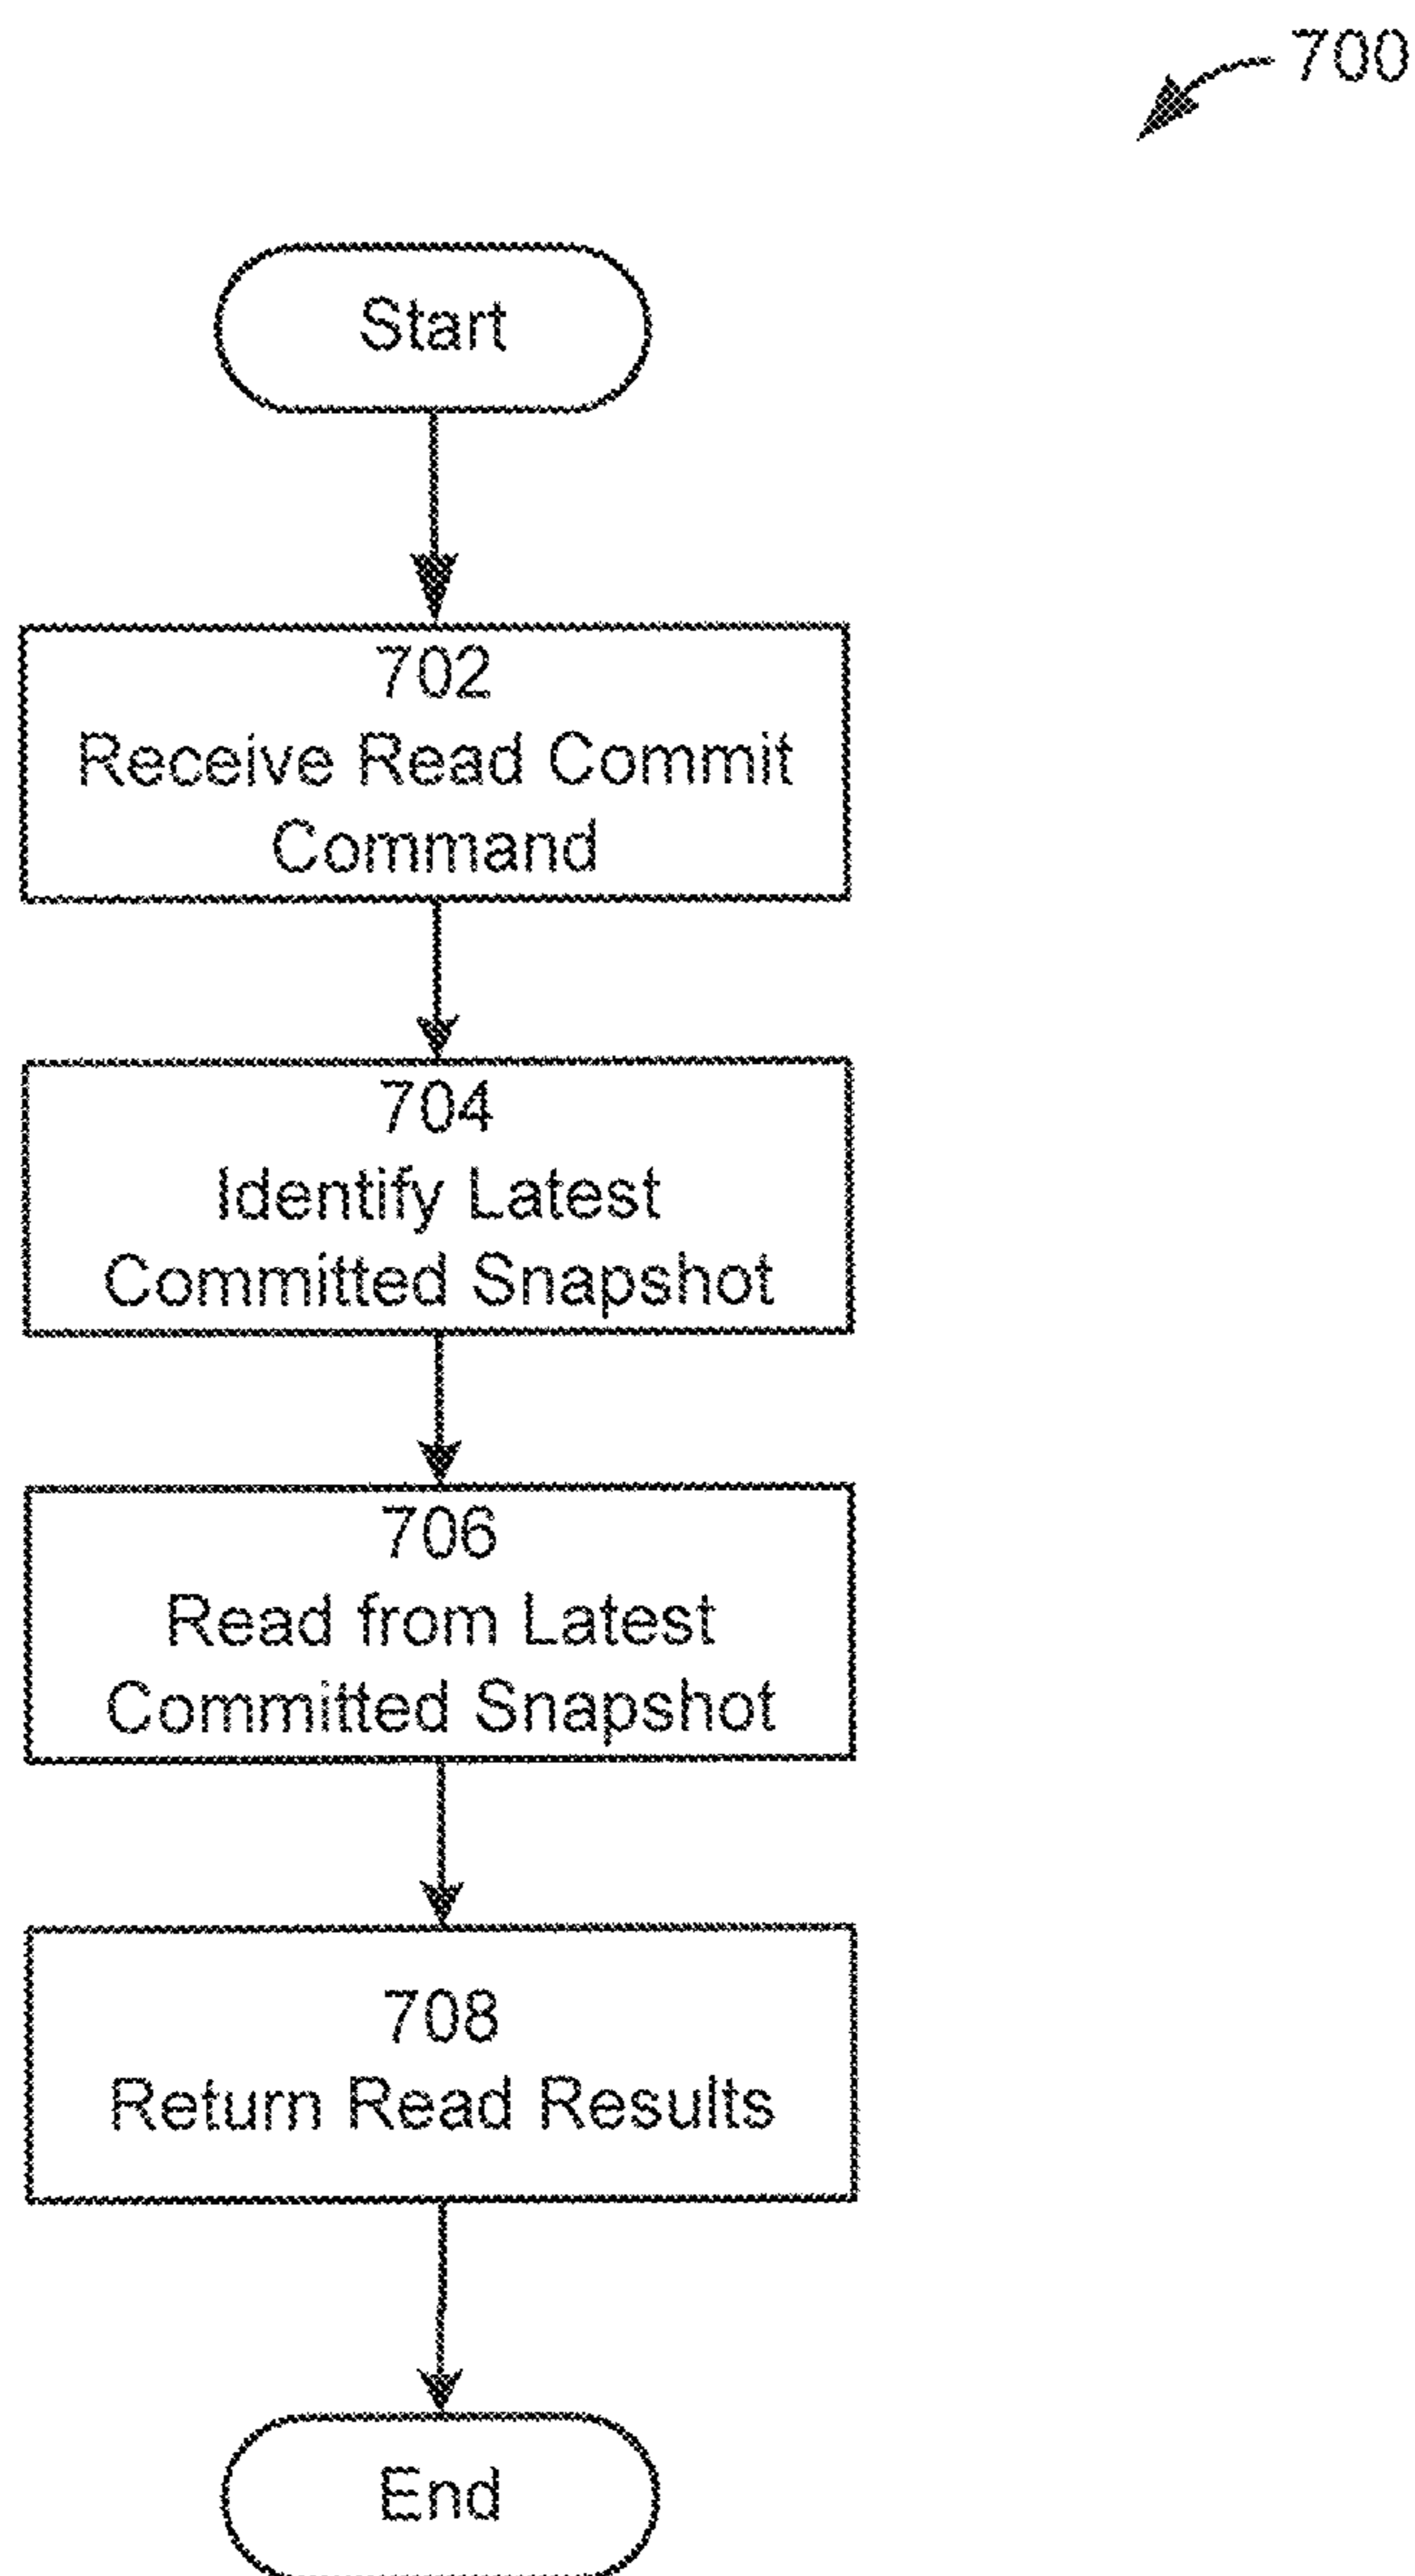 700
Start
702
Receive Read Commit
Command
704
Identify Latest
Committed Snapshot
706
Read from Latest
Committed Snapshot
708
Return Read Results
End